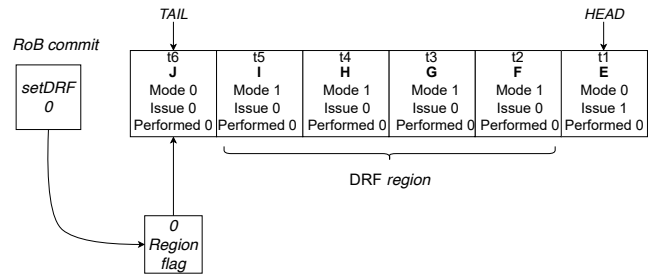 TAIL
HEAD
RoB commit
setDRF
0
t6
J
Mode 0
Issue 0
Performed 0
t5
I
Mode 1
Issue 0
Performed 0
t4
H
Mode 1
Issue 0
Performed 0
t3
G
Mode 1
Issue 0
Performed 0
t2
F
Mode 1
Issue 0
Performed 0
t1
E
Mode 0
Issue 1
Performed 0
DRF region
0
Region
flag